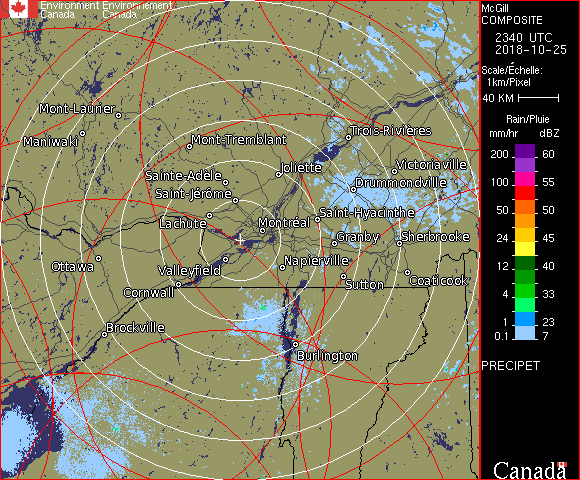 Environment Environnement
Canada Canada
McGill
COMPOSITE
2340 UTC
2018-10-25
Scale/Échelle:
1km/Pixel
40 KM
Rain/Pluie
mm/hr dBZ
200 60
100 55
50 50
24 45
12 40
4 33
1 23
0.1 7
PRECIPET
Mont-Laurier
Maniwaki
Mont-Tremblant
Trois-Rivières
Sainte-Adèle
Joliette
Victoriaville
Saint-Jérôme
Drummondville
Lachute
Montréal
Saint-Hyacinthe
Granby
Sherbrooke
Ottawa
Valleyfield
Napierville
Cornwall
Sutton
Coaticook
Brockville
Burlington
Canada